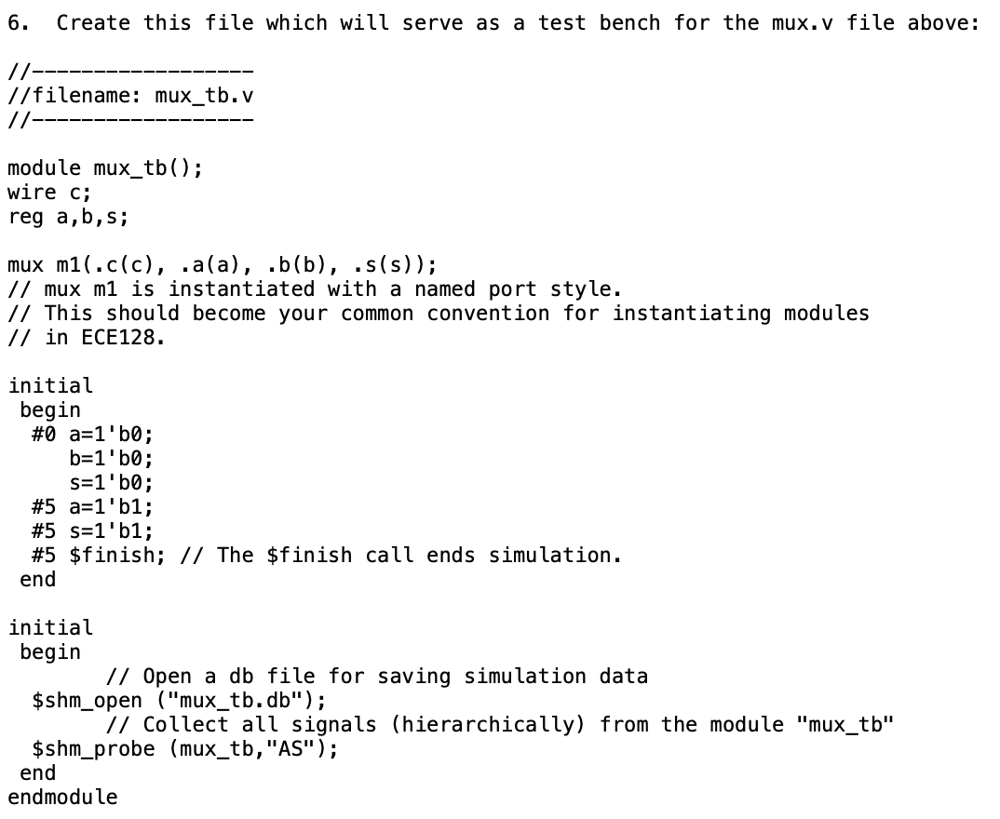 6.  Create this file which will serve as a test bench for the mux.v file above:
//------------------
//filename: mux_tb.v
//------------------
module mux_tb();
wire c;
reg a,b,s;
mux m1(.c(c), .a(a), .b(b), .s(s));
// mux m1 is instantiated with a named port style.
// This should become your common convention for instantiating modules
// in ECE128.
initial
 begin
  #0 a=1'b0;
     b=1'b0;
     s=1'b0;
  #5 a=1'b1;
  #5 s=1'b1;
  #5 $finish; // The $finish call ends simulation.
 end
initial
 begin
        // Open a db file for saving simulation data
  $shm_open ("mux_tb.db");
        // Collect all signals (hierarchically) from the module "mux_tb"
  $shm_probe (mux_tb,"AS");
 end
endmodule